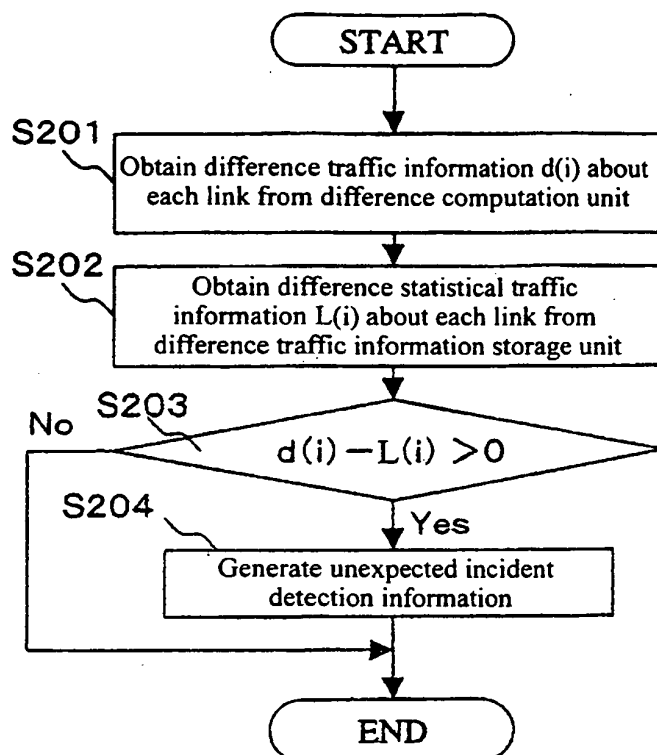 START
S201
Obtain difference traffic information d(i) about
each link from difference computation unit
S202
Obtain difference statistical traffic
information L(i) about each link from
difference traffic information storage unit
S203
No
d(i) − L(i) > 0
S204
Yes
Generate unexpected incident
detection information
END